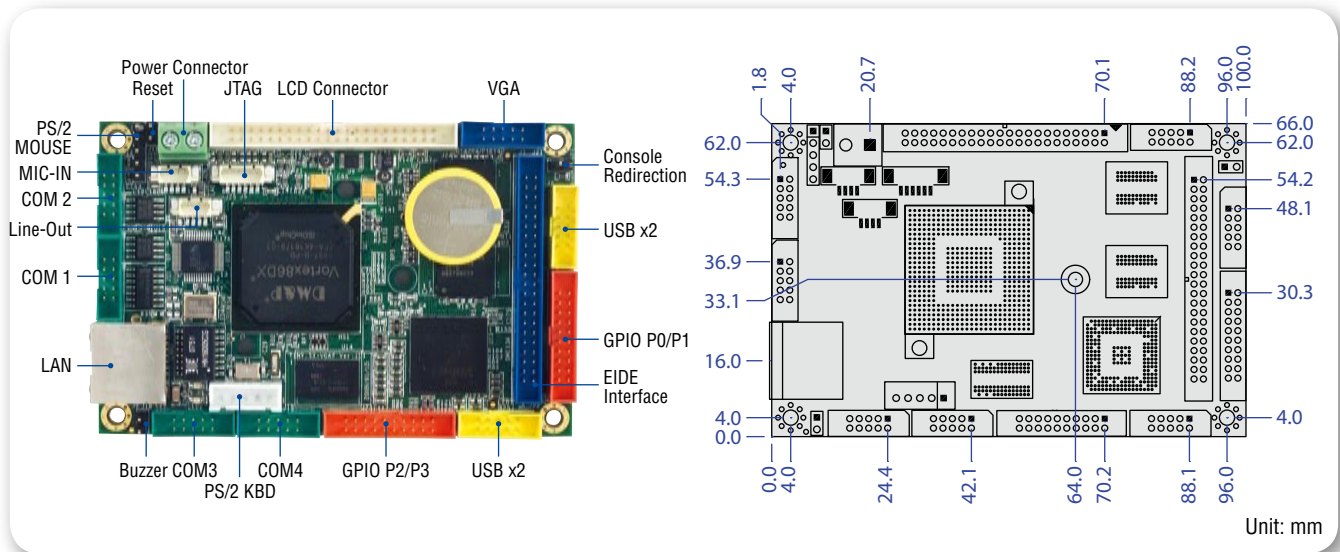 Power Connector
Reset
JTAG
LCD Connector
VGA
PS/2
MOUSE
MIC-IN
COM 2
Line-Out
COM 1
LAN
Console
Redirection
USB x2
GPIO P0/P1
EIDE
Interface
Buzzer COM3
PS/2 KBD
COM4
GPIO P2/P3
USB x2
DM&P
Vortex86DX
1.8
4.0
20.7
70.1
88.2
96.0
100.0
62.0
54.3
36.9
33.1
16.0
4.0
0.0
66.0
62.0
54.2
48.1
30.3
4.0
0.0
4.0
24.4
42.1
64.0
70.2
88.1
96.0
Unit: mm